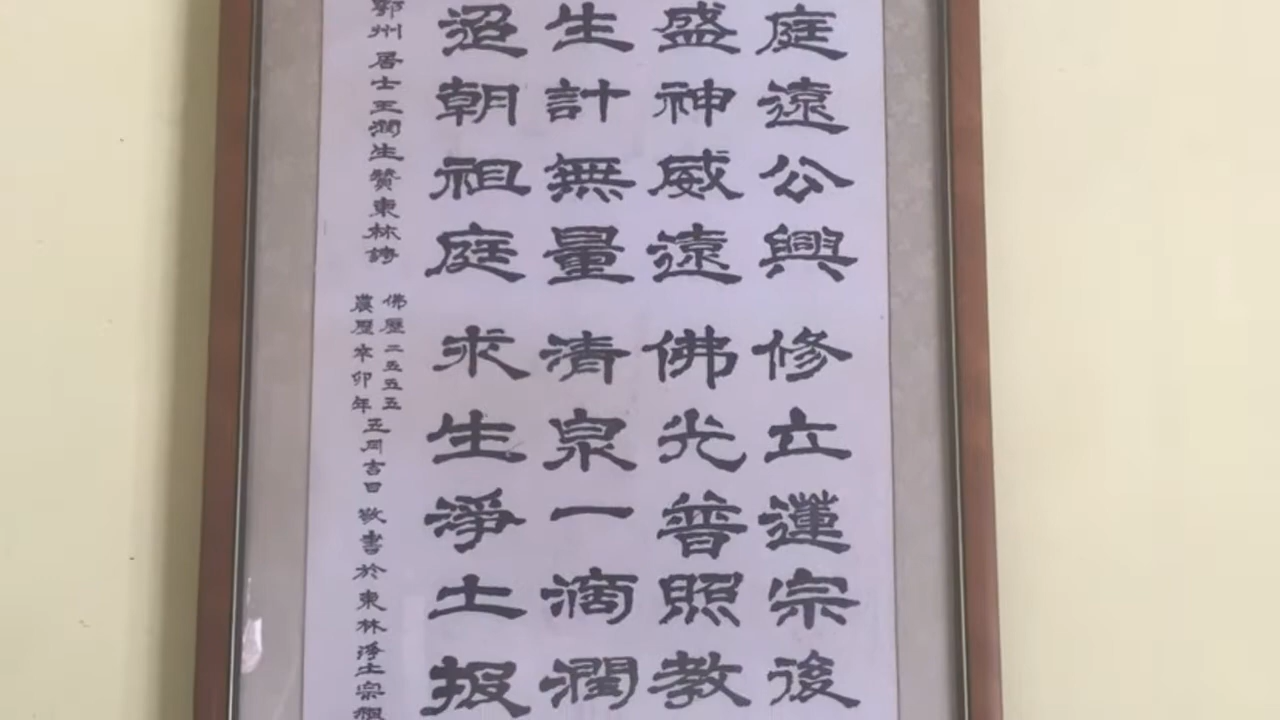 庭遠公興修立蓮宗後
盛神威遠佛光普照教
生計無量清泉一滴潤
迢朝祖庭求生淨土報
鄂州居士王潤生贊東林詩
佛歷二五五五
農歷辛卯年
五月吉日敬書於東林淨土宗祖